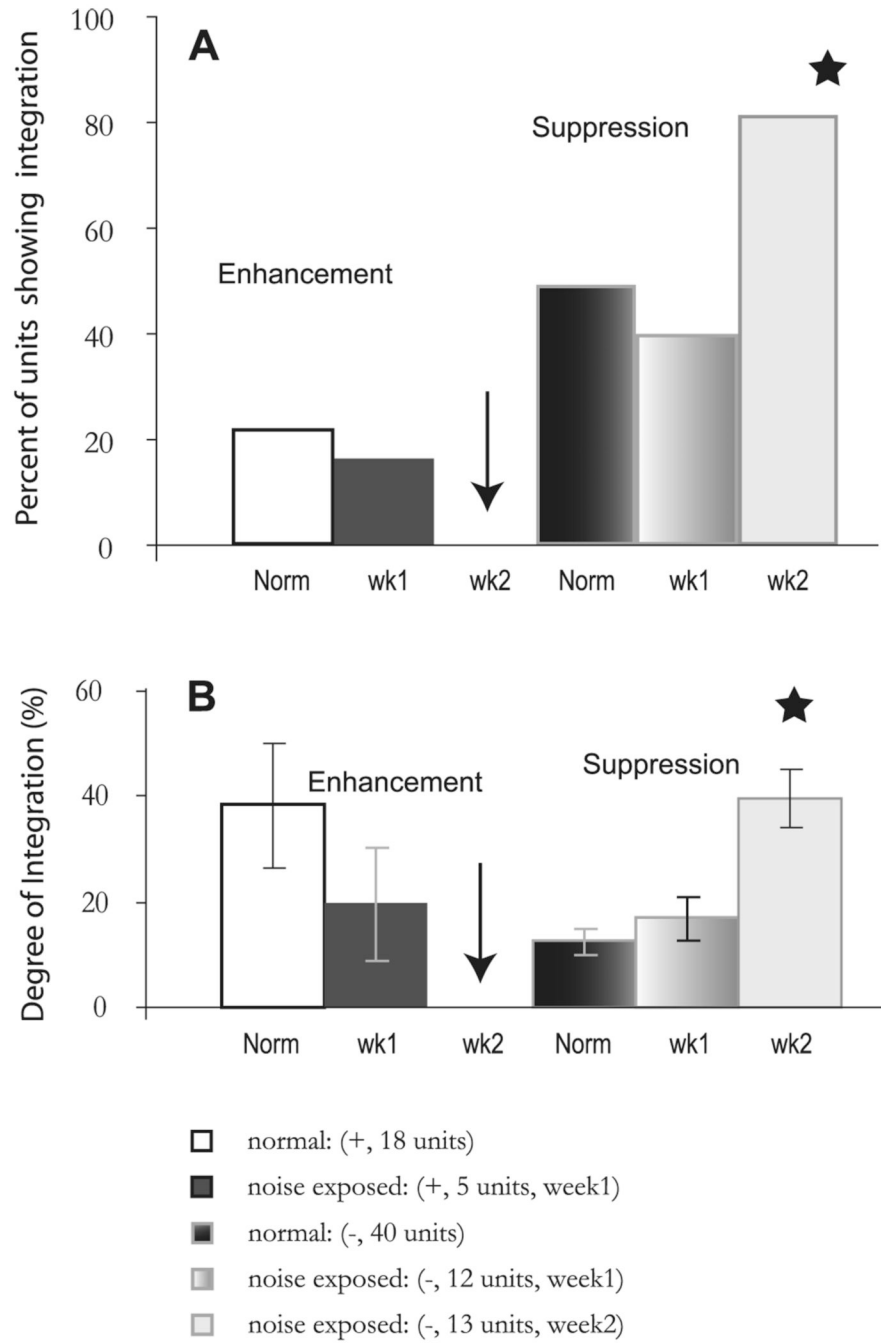 A
Percent of units showing integration
100
80
60
40
20
0
Enhancement
Suppression
Norm wk1 wk2 Norm wk1 wk2
B
Degree of Integration (%)
60
40
20
0
Enhancement
Suppression
Norm wk1 wk2 Norm wk1 wk2
normal: (+, 18 units)
noise exposed: (+, 5 units, week1)
normal: (-, 40 units)
noise exposed: (-, 12 units, week1)
noise exposed: (-, 13 units, week2)